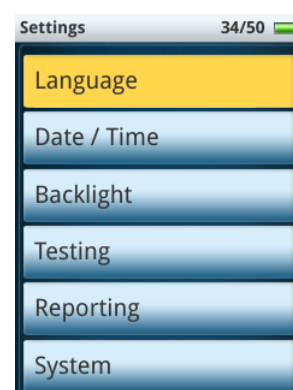 Settings 34/50
Language
Date / Time
Backlight
Testing
Reporting
System